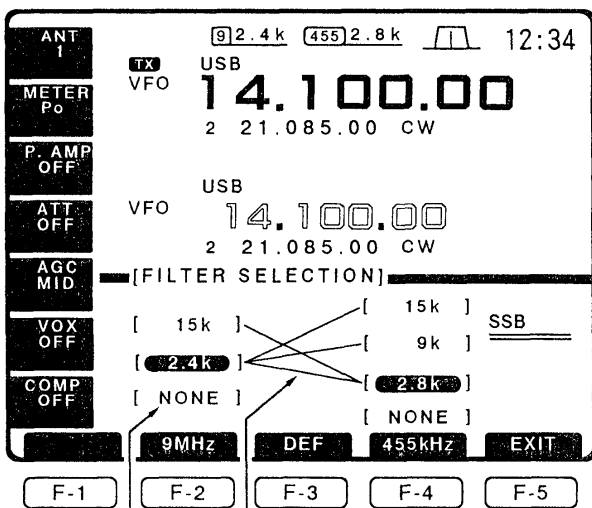 ANT
1
9 2.4k 455 2.8k 12:34
TX USB
VFO 14.100.00
2 21.085.00 CW
METER
Po
P. AMP
OFF
USB
VFO 14.100.00
2 21.085.00 CW
ATT
OFF
AGC
MID
[FILTER SELECTION]
VOX
OFF
[ 15k ] [ 15k ] SSB
[ 2.4k ] [ 9k ]
[ NONE ] [ 2.8k ]
[ NONE ]
COMP
OFF
9MHz DEF 455kHz EXIT
F-1 F-2 F-3 F-4 F-5